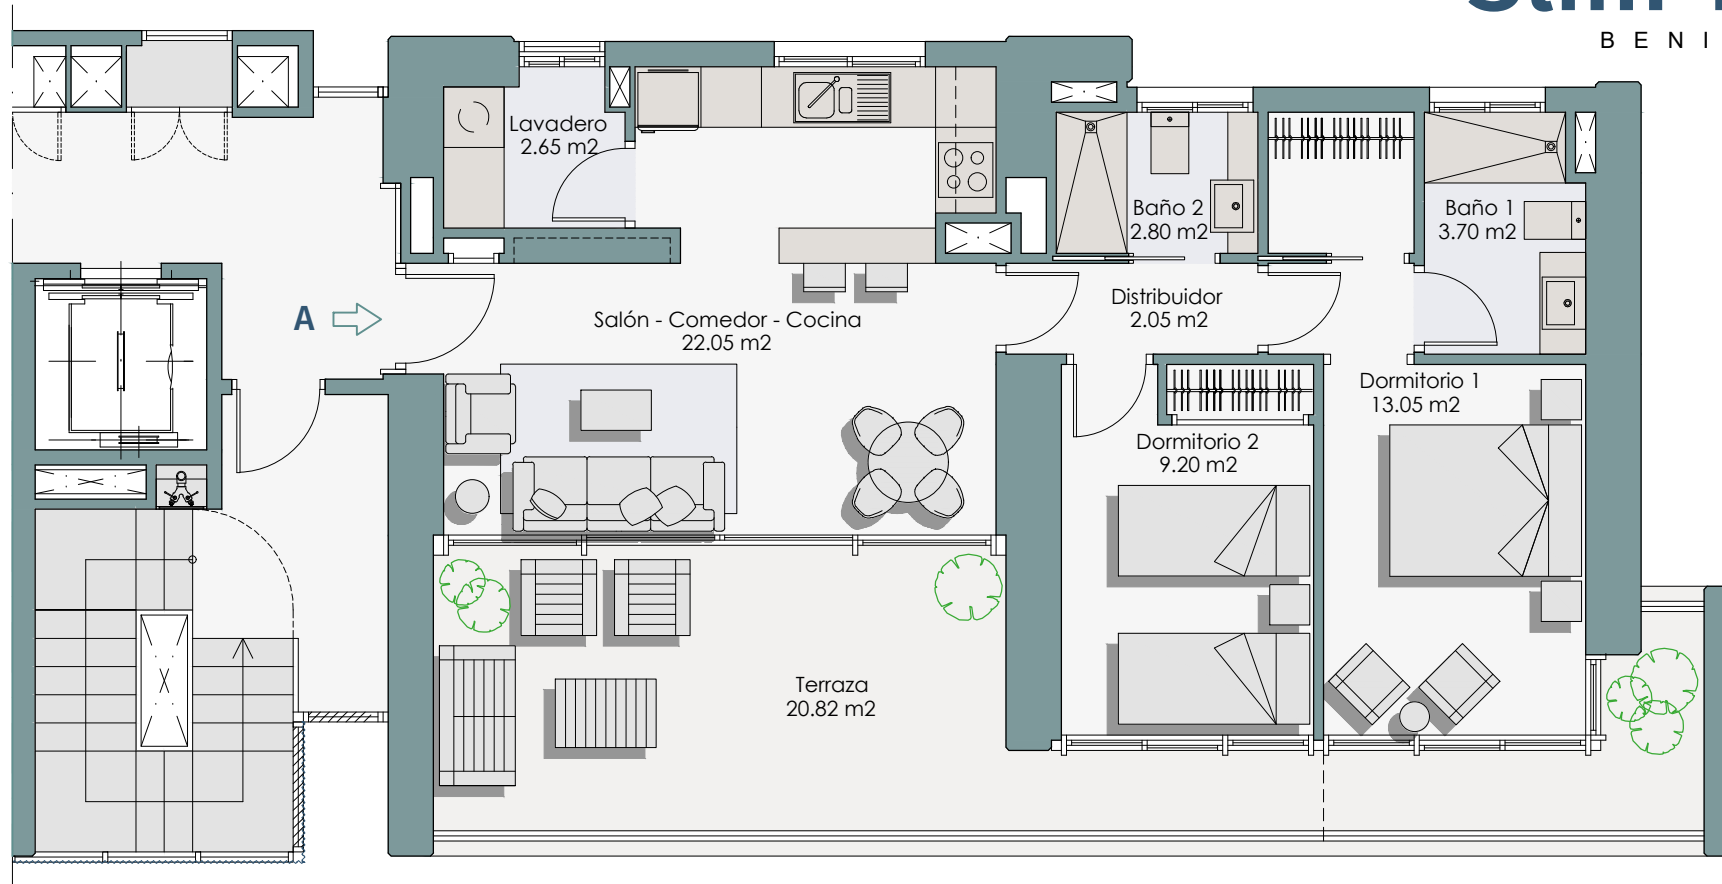 BENI
Lavadero
2.65 m2
Baño 2
2.80 m2
Baño 1
3.70 m2
A
Salón - Comedor - Cocina
22.05 m2
Distribuidor
2.05 m2
Dormitorio 1
13.05 m2
Dormitorio 2
9.20 m2
Terraza
20.82 m2